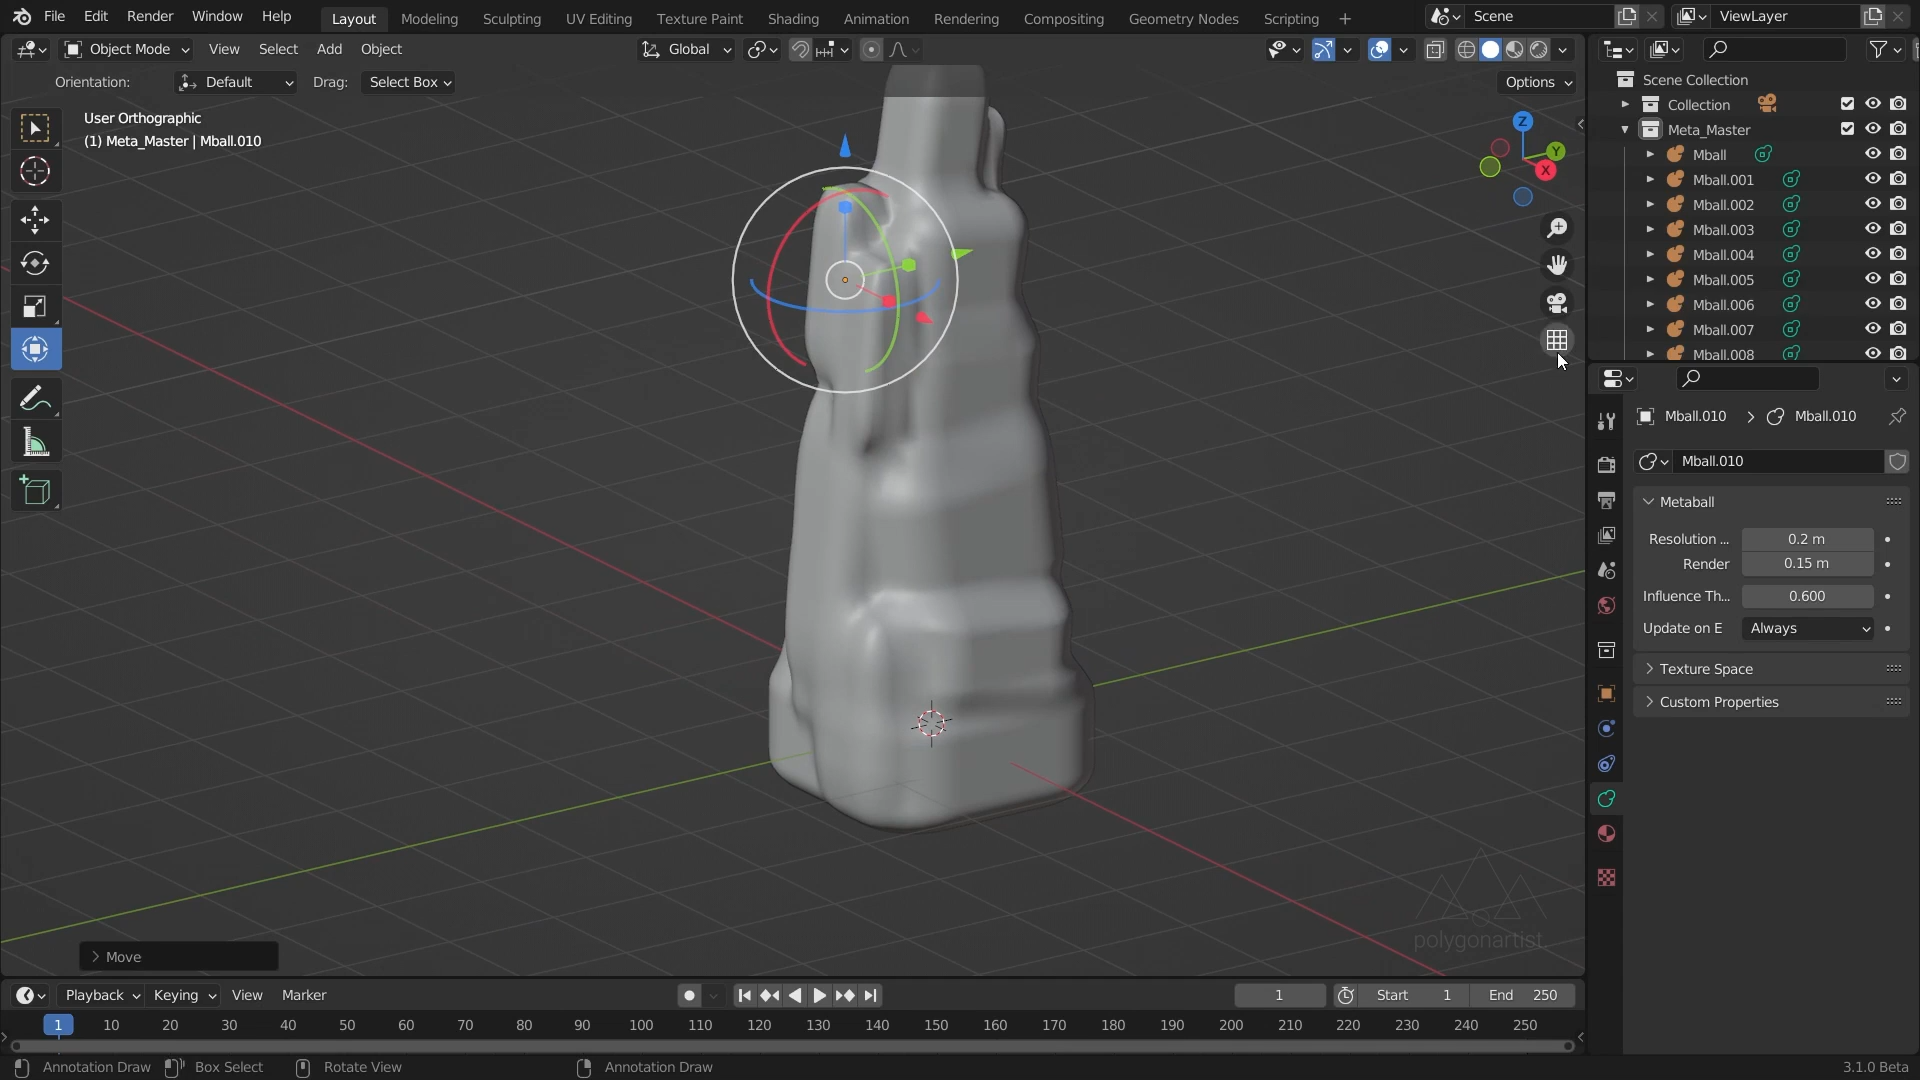 File Edit Render Window Help Layout Modeling Sculpting UV Editing Texture Paint Shading Animation Rendering Compositing Geometry Nodes Scripting + Scene ViewLayer
Object Mode View Select Add Object Global
Orientation: Default Drag: Select Box Options
User Orthographic
(1) Meta_Master | Mball.010
Z
Y
X
Scene Collection
Collection
Meta_Master
Mball
Mball.001
Mball.002
Mball.003
Mball.004
Mball.005
Mball.006
Mball.007
Mball.008
Mball.010 > Mball.010
Mball.010
Metaball
Resolution ... 0.2 m
Render 0.15 m
Influence Th... 0.600
Update on E Always
Texture Space
Custom Properties
polygonartist.
Move
Playback Keying View Marker 1 Start 1 End 250
1 10 20 30 40 50 60 70 80 90 100 110 120 130 140 150 160 170 180 190 200 210 220 230 240 250
Annotation Draw Box Select Rotate View Annotation Draw 3.1.0 Beta